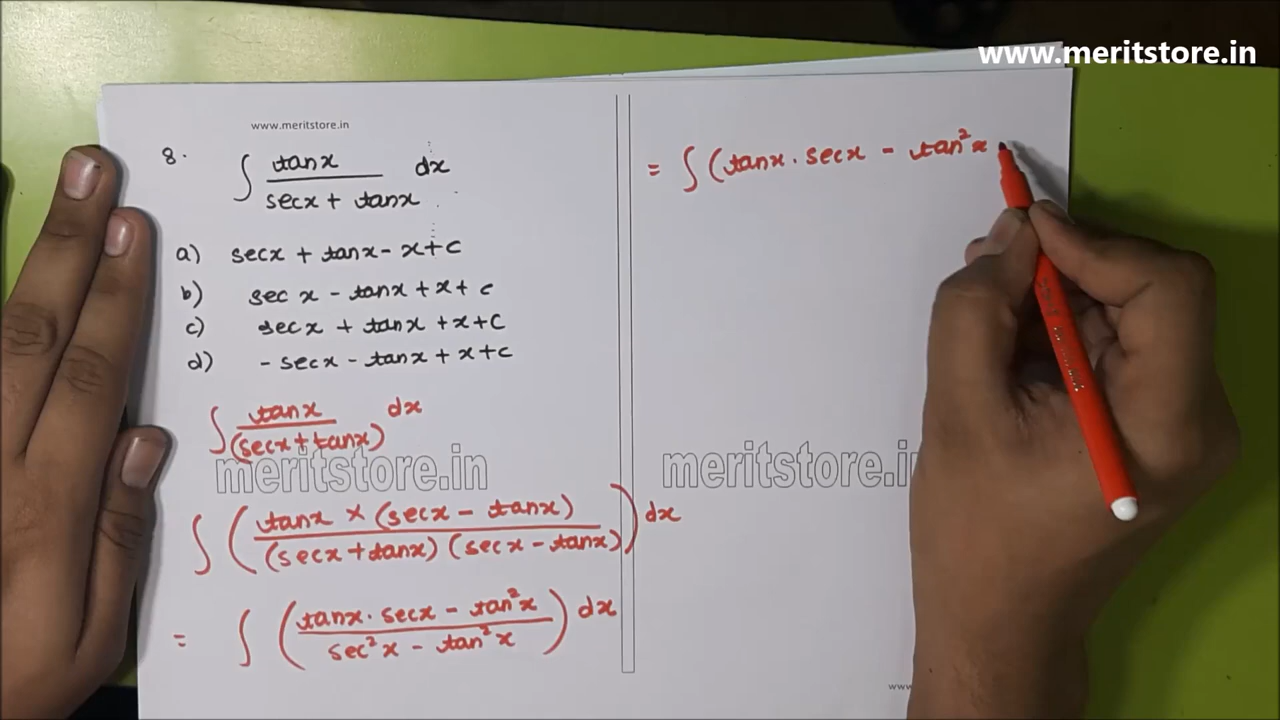 www.meritstore.in
www.meritstore.in
8. ∫ tanx / secx + tanx dx
a) secx + tanx - x + c
b) sec x - tanx + x + c
c) secx + tanx + x + C
d) - secx - tanx + x + c
∫ tanx / (secx + tanx) dx
meritstore.in
∫ ( tanx × (secx - tanx) / (secx + tanx) (secx - tanx) ) dx
= ∫ ( tanx · secx - tan²x / sec²x - tan²x ) dx
= ∫ (tanx · secx - tan²x
meritstore.in